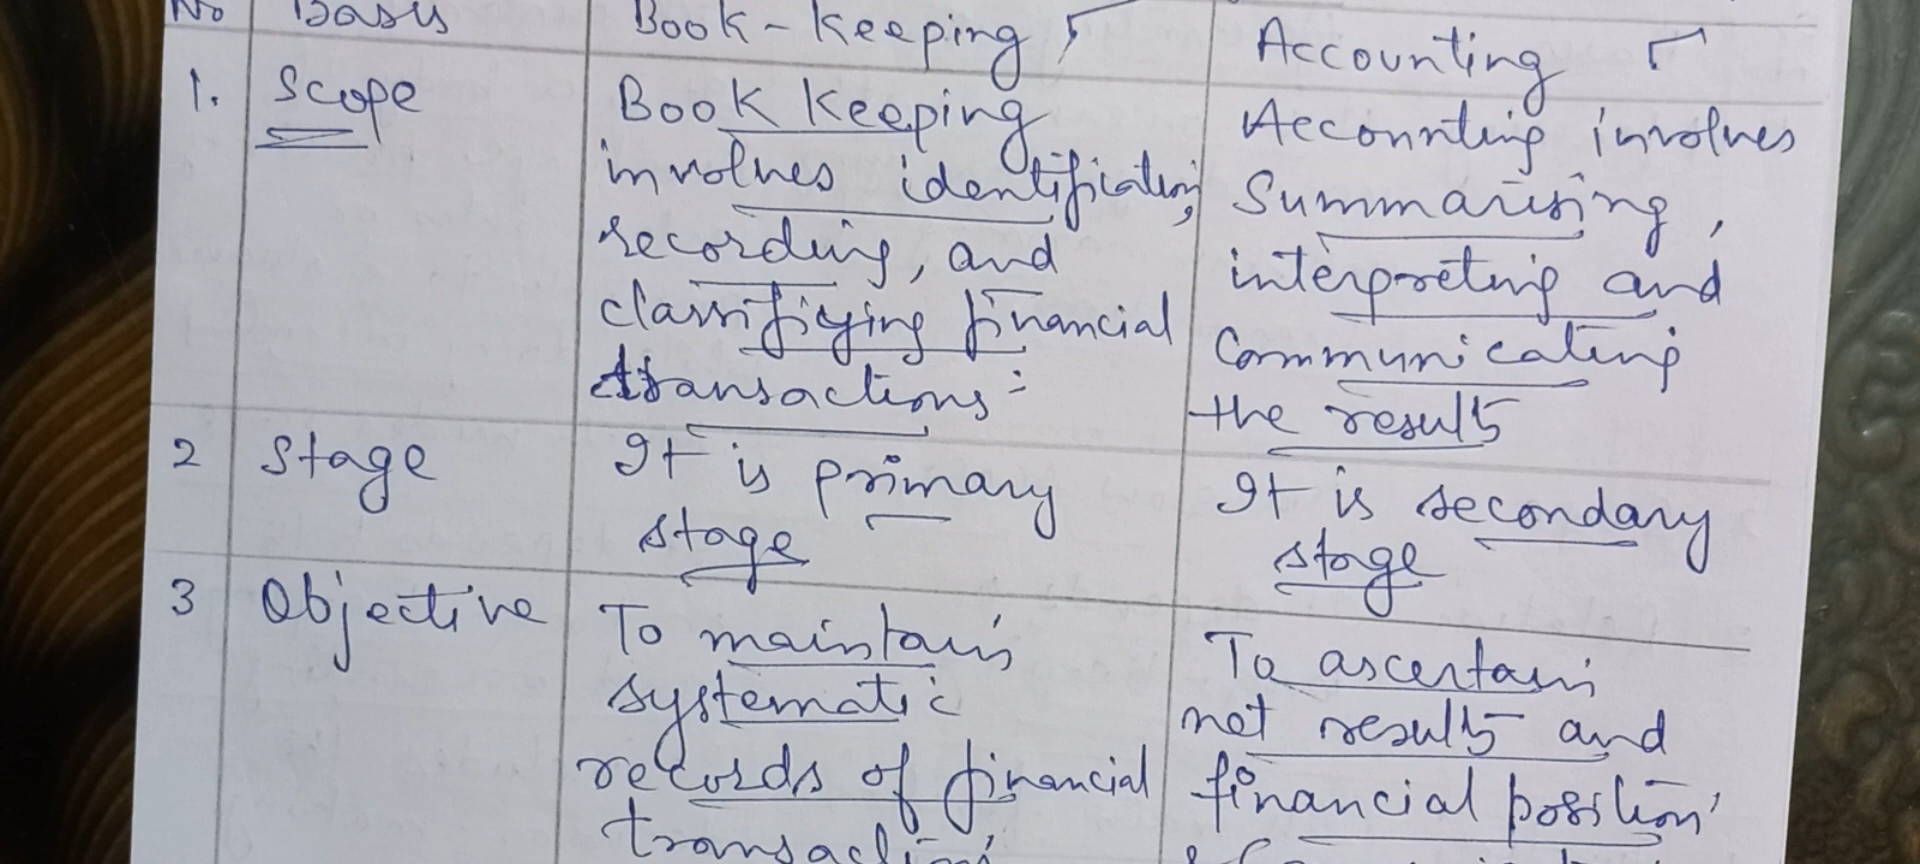 No Basis Book-Keeping Accounting
1. Scope Book Keeping Accounting involves
involves identification, Summarising,
recording, and interpreting and
classifying financial Communicating
transactions the results
2 Stage It is primary It is secondary
stage stage
3 Objective To maintain To ascertain
systematic net results and
records of financial financial position
transactions